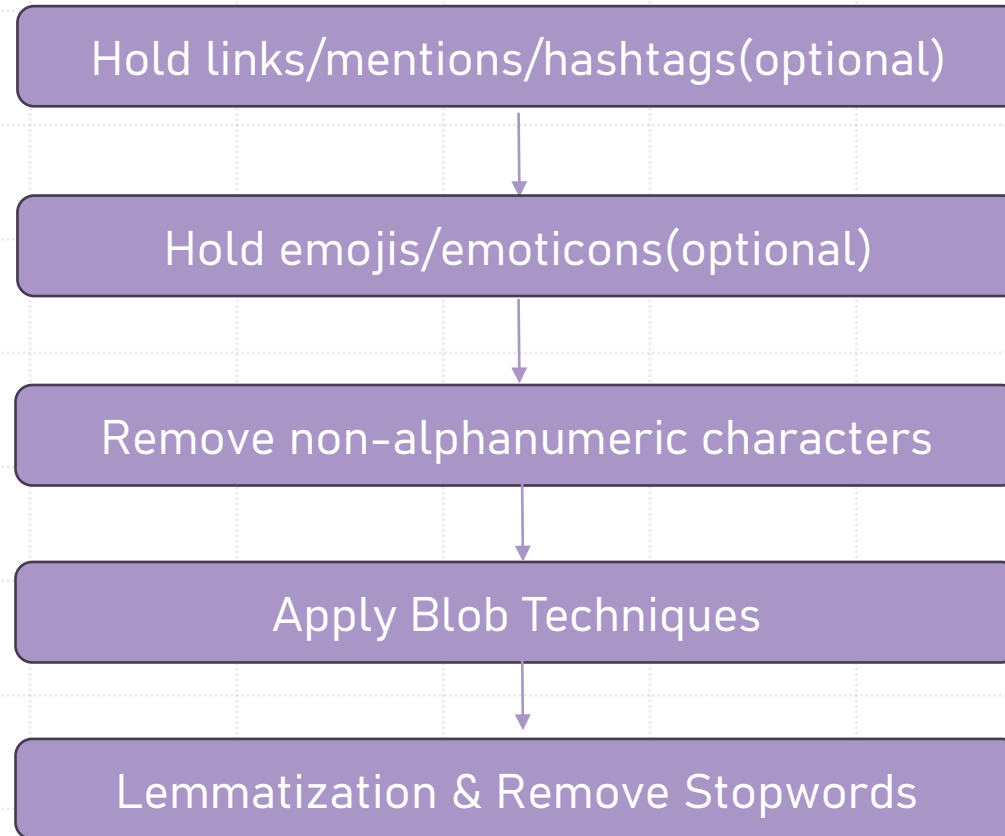 Hold links/mentions/hashtags(optional)
Hold emojis/emoticons(optional)
Remove non-alphanumeric characters
Apply Blob Techniques
Lemmatization & Remove Stopwords